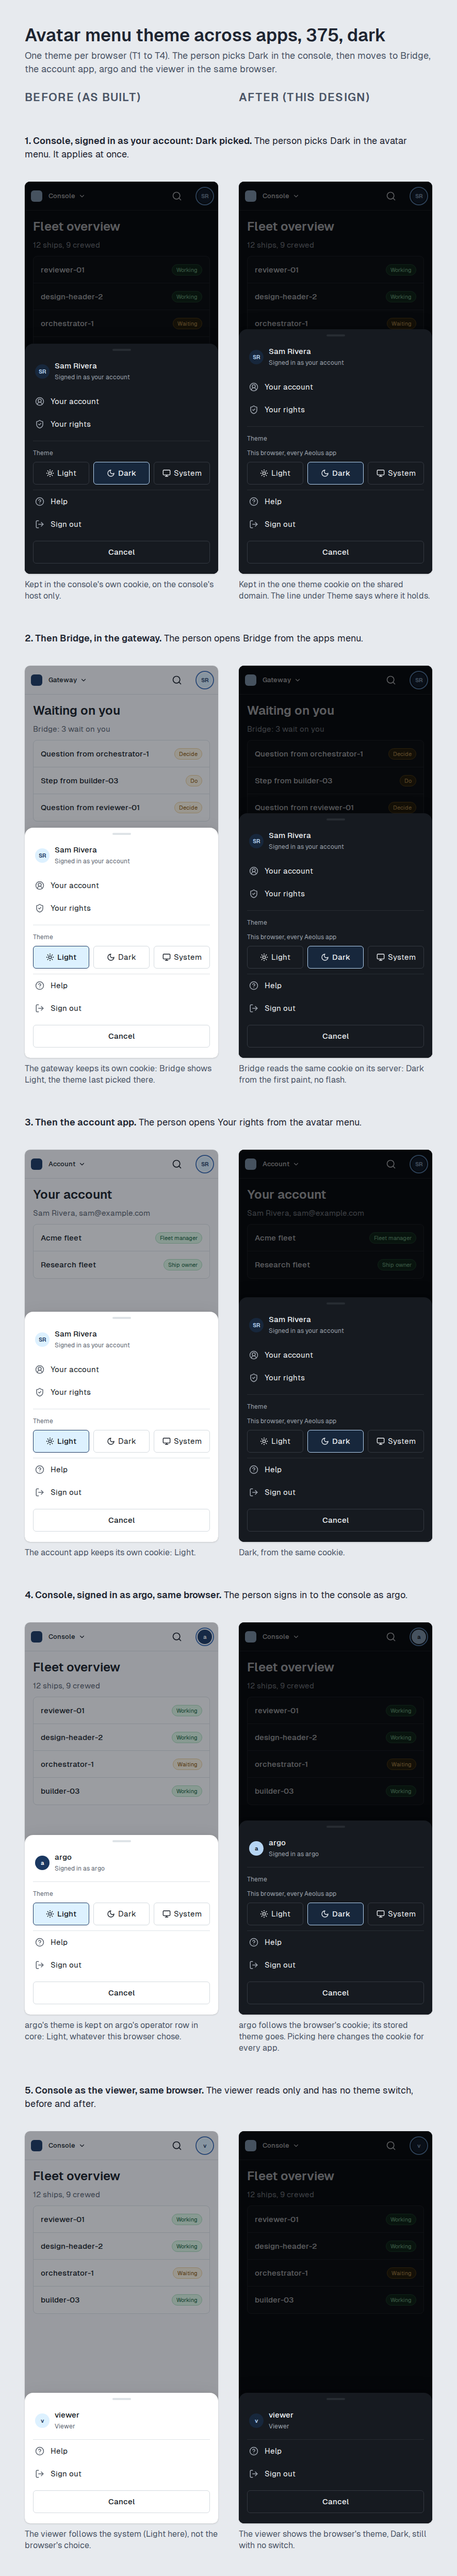 Avatar menu theme across apps, 375, dark
One theme per browser (T1 to T4). The person picks Dark in the console, then moves to Bridge,
the account app, argo and the viewer in the same browser.
BEFORE (AS BUILT)
AFTER (THIS DESIGN)
1. Console, signed in as your account: Dark picked. The person picks Dark in the avatar
menu. It applies at once.
Console
SR
Fleet overview
12 ships, 9 crewed
reviewer-01
Working
design-header-2
Working
orchestrator-1
Waiting
SR
Sam Rivera
Signed in as your account
Your account
Your rights
Theme
Light
Dark
System
Help
Sign out
Cancel
Kept in the console's own cookie, on the console's
host only.
Console
SR
Fleet overview
12 ships, 9 crewed
reviewer-01
Working
design-header-2
Working
orchestrator-1
Waiting
SR
Sam Rivera
Signed in as your account
Your account
Your rights
Theme
This browser, every Aeolus app
Light
Dark
System
Help
Sign out
Cancel
Kept in the one theme cookie on the shared
domain. The line under Theme says where it holds.
2. Then Bridge, in the gateway. The person opens Bridge from the apps menu.
Gateway
SR
Waiting on you
Bridge: 3 wait on you
Question from orchestrator-1
Decide
Step from builder-03
Do
Question from reviewer-01
Decide
SR
Sam Rivera
Signed in as your account
Your account
Your rights
Theme
Light
Dark
System
Help
Sign out
Cancel
The gateway keeps its own cookie: Bridge shows
Light, the theme last picked there.
Gateway
SR
Waiting on you
Bridge: 3 wait on you
Question from orchestrator-1
Decide
Step from builder-03
Do
Question from reviewer-01
Decide
SR
Sam Rivera
Signed in as your account
Your account
Your rights
Theme
This browser, every Aeolus app
Light
Dark
System
Help
Sign out
Cancel
Bridge reads the same cookie on its server: Dark
from the first paint, no flash.
3. Then the account app. The person opens Your rights from the avatar menu.
Account
SR
Your account
Sam Rivera, sam@example.com
Acme fleet
Fleet manager
Research fleet
Ship owner
SR
Sam Rivera
Signed in as your account
Your account
Your rights
Theme
Light
Dark
System
Help
Sign out
Cancel
The account app keeps its own cookie: Light.
Account
SR
Your account
Sam Rivera, sam@example.com
Acme fleet
Fleet manager
Research fleet
Ship owner
SR
Sam Rivera
Signed in as your account
Your account
Your rights
Theme
This browser, every Aeolus app
Light
Dark
System
Help
Sign out
Cancel
Dark, from the same cookie.
4. Console, signed in as argo, same browser. The person signs in to the console as argo.
Console
a
Fleet overview
12 ships, 9 crewed
reviewer-01
Working
design-header-2
Working
orchestrator-1
Waiting
builder-03
Working
a
argo
Signed in as argo
Theme
Light
Dark
System
Help
Sign out
Cancel
argo's theme is kept on argo's operator row in
core: Light, whatever this browser chose.
Console
a
Fleet overview
12 ships, 9 crewed
reviewer-01
Working
design-header-2
Working
orchestrator-1
Waiting
builder-03
Working
a
argo
Signed in as argo
Theme
This browser, every Aeolus app
Light
Dark
System
Help
Sign out
Cancel
argo follows the browser's cookie; its stored
theme goes. Picking here changes the cookie for
every app.
5. Console as the viewer, same browser. The viewer reads only and has no theme switch,
before and after.
Console
v
Fleet overview
12 ships, 9 crewed
reviewer-01
Working
design-header-2
Working
orchestrator-1
Waiting
builder-03
Working
v
viewer
Viewer
Help
Sign out
Cancel
The viewer follows the system (Light here), not the
browser's choice.
Console
v
Fleet overview
12 ships, 9 crewed
reviewer-01
Working
design-header-2
Working
orchestrator-1
Waiting
builder-03
Working
v
viewer
Viewer
Help
Sign out
Cancel
The viewer shows the browser's theme, Dark, still
with no switch.